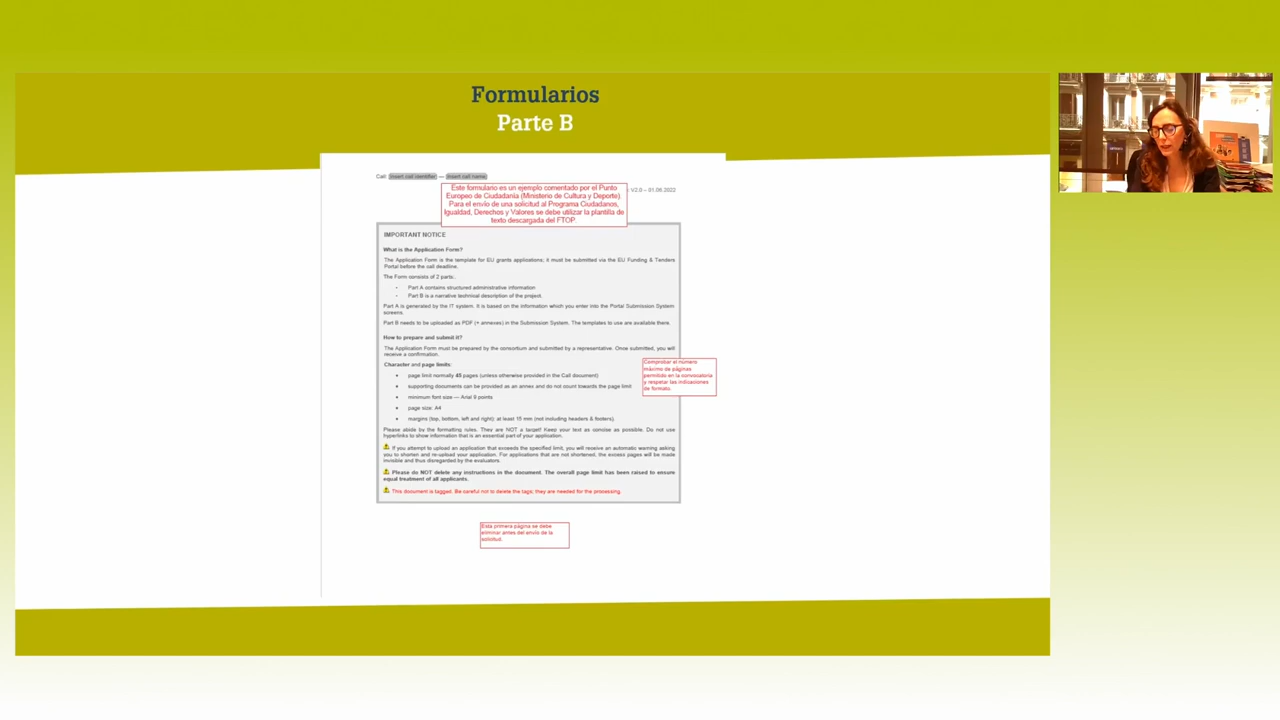 Formularios
Parte B
Call: [insert call identifier] — [insert call name]
V2.0 – 01.06.2022
Este formulario es un ejemplo comentado por el Punto
Europeo de Ciudadanía (Ministerio de Cultura y Deporte).
Para el envío de una solicitud al Programa Ciudadanos,
Igualdad, Derechos y Valores se debe utilizar la plantilla de
texto descargada del FTOP.
IMPORTANT NOTICE
What is the Application Form?
The Application Form is the template for EU grants applications; it must be submitted via the EU Funding & Tenders
Portal before the call deadline.
The Form consists of 2 parts:
- Part A contains structured administrative information
- Part B is a narrative technical description of the project.
Part A is generated by the IT system. It is based on the information which you enter into the Portal Submission System
screens.
Part B needs to be uploaded as PDF (+ annexes) in the Submission System. The templates to use are available there.
How to prepare and submit it?
The Application Form must be prepared by the consortium and submitted by a representative. Once submitted, you will
receive a confirmation.
Character and page limits:
• page limit normally 45 pages (unless otherwise provided in the Call document)
• supporting documents can be provided as an annex and do not count towards the page limit
• minimum font size — Arial 9 points
• page size: A4
• margins (top, bottom, left and right): at least 15 mm (not including headers & footers).
Comprobar el número
máximo de páginas
permitido en la convocatoria
y respetar las indicaciones
de formato.
Please abide by the formatting rules. They are NOT a target! Keep your text as concise as possible. Do not use
hyperlinks to show information that is an essential part of your application.
If you attempt to upload an application that exceeds the specified limit, you will receive an automatic warning asking
you to shorten and re-upload your application. For applications that are not shortened, the excess pages will be made
invisible and thus disregarded by the evaluators.
Please do NOT delete any instructions in the document. The overall page limit has been raised to ensure
equal treatment of all applicants.
This document is tagged. Be careful not to delete the tags; they are needed for the processing.
Esta primera página se debe
eliminar antes del envío de la
solicitud.